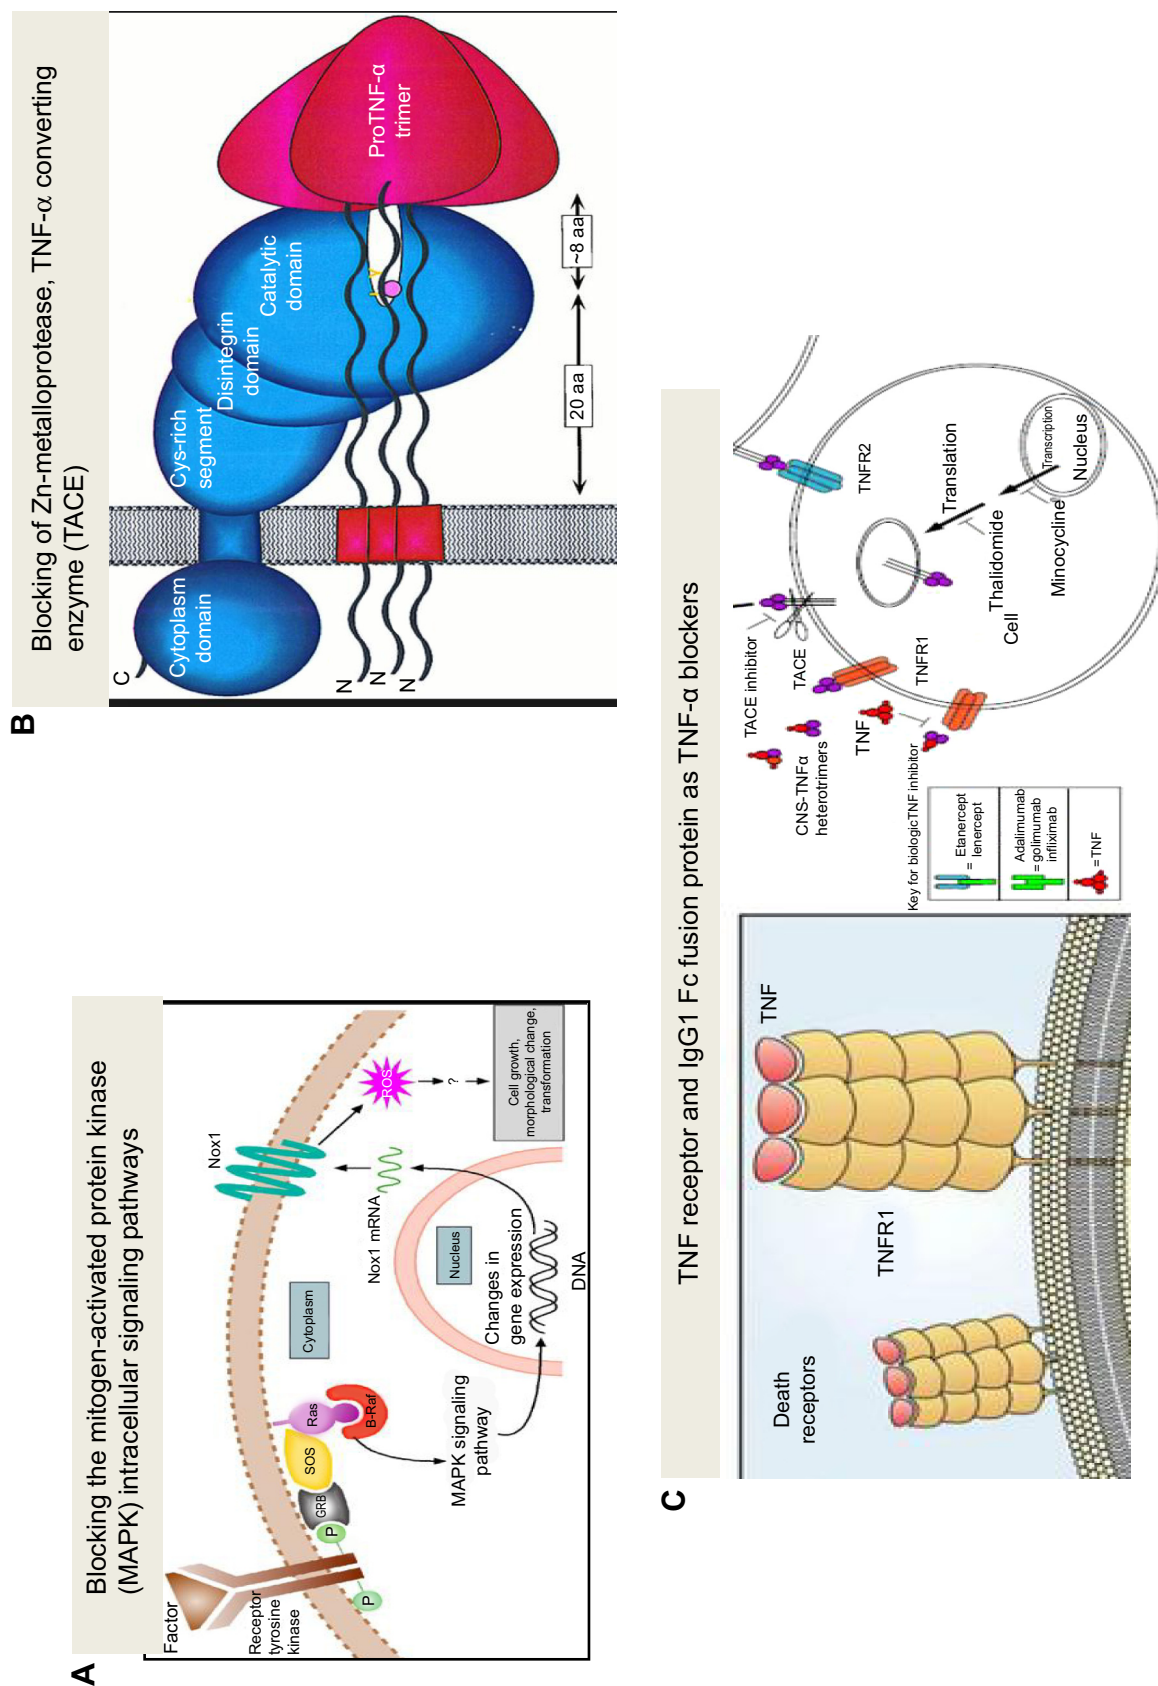 A
Blocking the mitogen-activated protein kinase
(MAPK) intracellular signaling pathways
Factor
Receptor
tyrosine
kinase
P
P
GRB
SOS
Ras
B-Raf
MAPK signaling
pathway
Cytoplasm
Nox1
Nox1 mRNA
Nucleus
Changes in
gene expression
DNA
ROS
?
Cell growth,
morphological change,
transformation
B
Blocking of Zn-metalloprotease, TNF-α converting
enzyme (TACE)
C
Cytoplasm
domain
Cys-rich
segment
Disintegrin
domain
Catalytic
domain
ProTNF-α
trimer
N
N
N
20 aa
~8 aa
C
TNF receptor and IgG1 Fc fusion protein as TNF-α blockers
Death
receptors
TNFR1
TNF
TACE inhibitor
TACE
CNS-TNFα
heterotrimers
TNF
TNFR1
TNFR2
Key for biologicTNF inhibitor
Etanercept
=
lenercept
Adalimumab
=golimumab
infliximab
=TNF
Translation
Transcription
Nucleus
Thalidomide
Minocycline
Cell